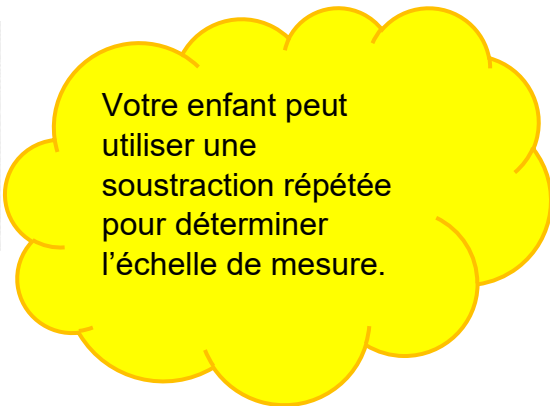 Votre enfant peut
utiliser une
soustraction répétée
pour déterminer
l’échelle de mesure.